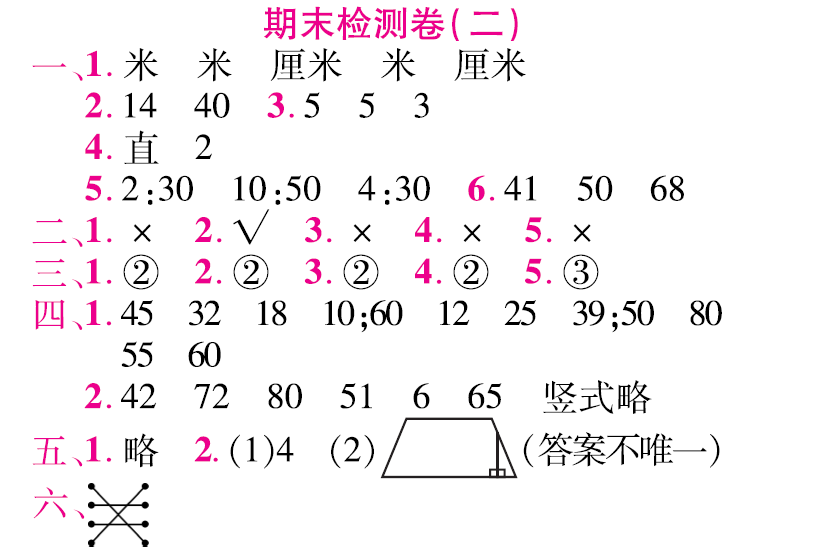 期末检测卷(二)
一、1. 米 米 厘米 米 厘米
2. 14 40 3. 5 5 3
4. 直 2
5. 2:30 10:50 4:30 6. 41 50 68
二、1. × 2. √ 3. × 4. × 5. ×
三、1. ② 2. ② 3. ② 4. ② 5. ③
四、1. 45 32 18 10;60 12 25 39;50 80
55 60
2. 42 72 80 51 6 65 竖式略
五、1. 略 2. (1)4 (2) (答案不唯一)
六、